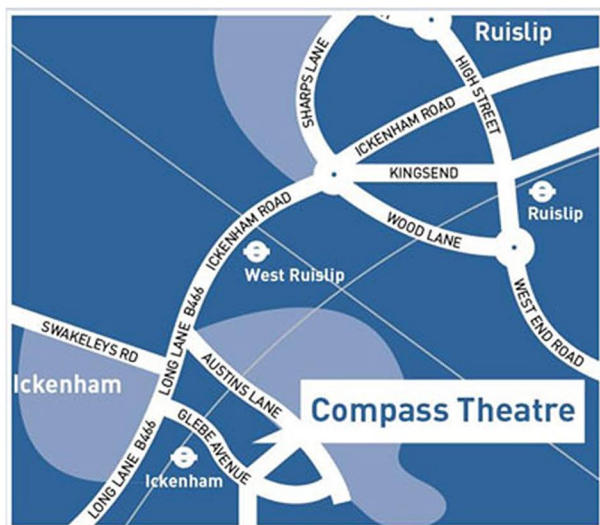 Ruislip
SHARPS LANE
HIGH STREET
ICKENHAM ROAD
KINGSEND
Ruislip
WOOD LANE
ICKENHAM ROAD
West Ruislip
WEST END ROAD
LONG LANE B466
SWAKELEYS RD
AUSTINS LANE
Ickenham
Compass Theatre
GLEBE AVENUE
LONG LANE B466
Ickenham